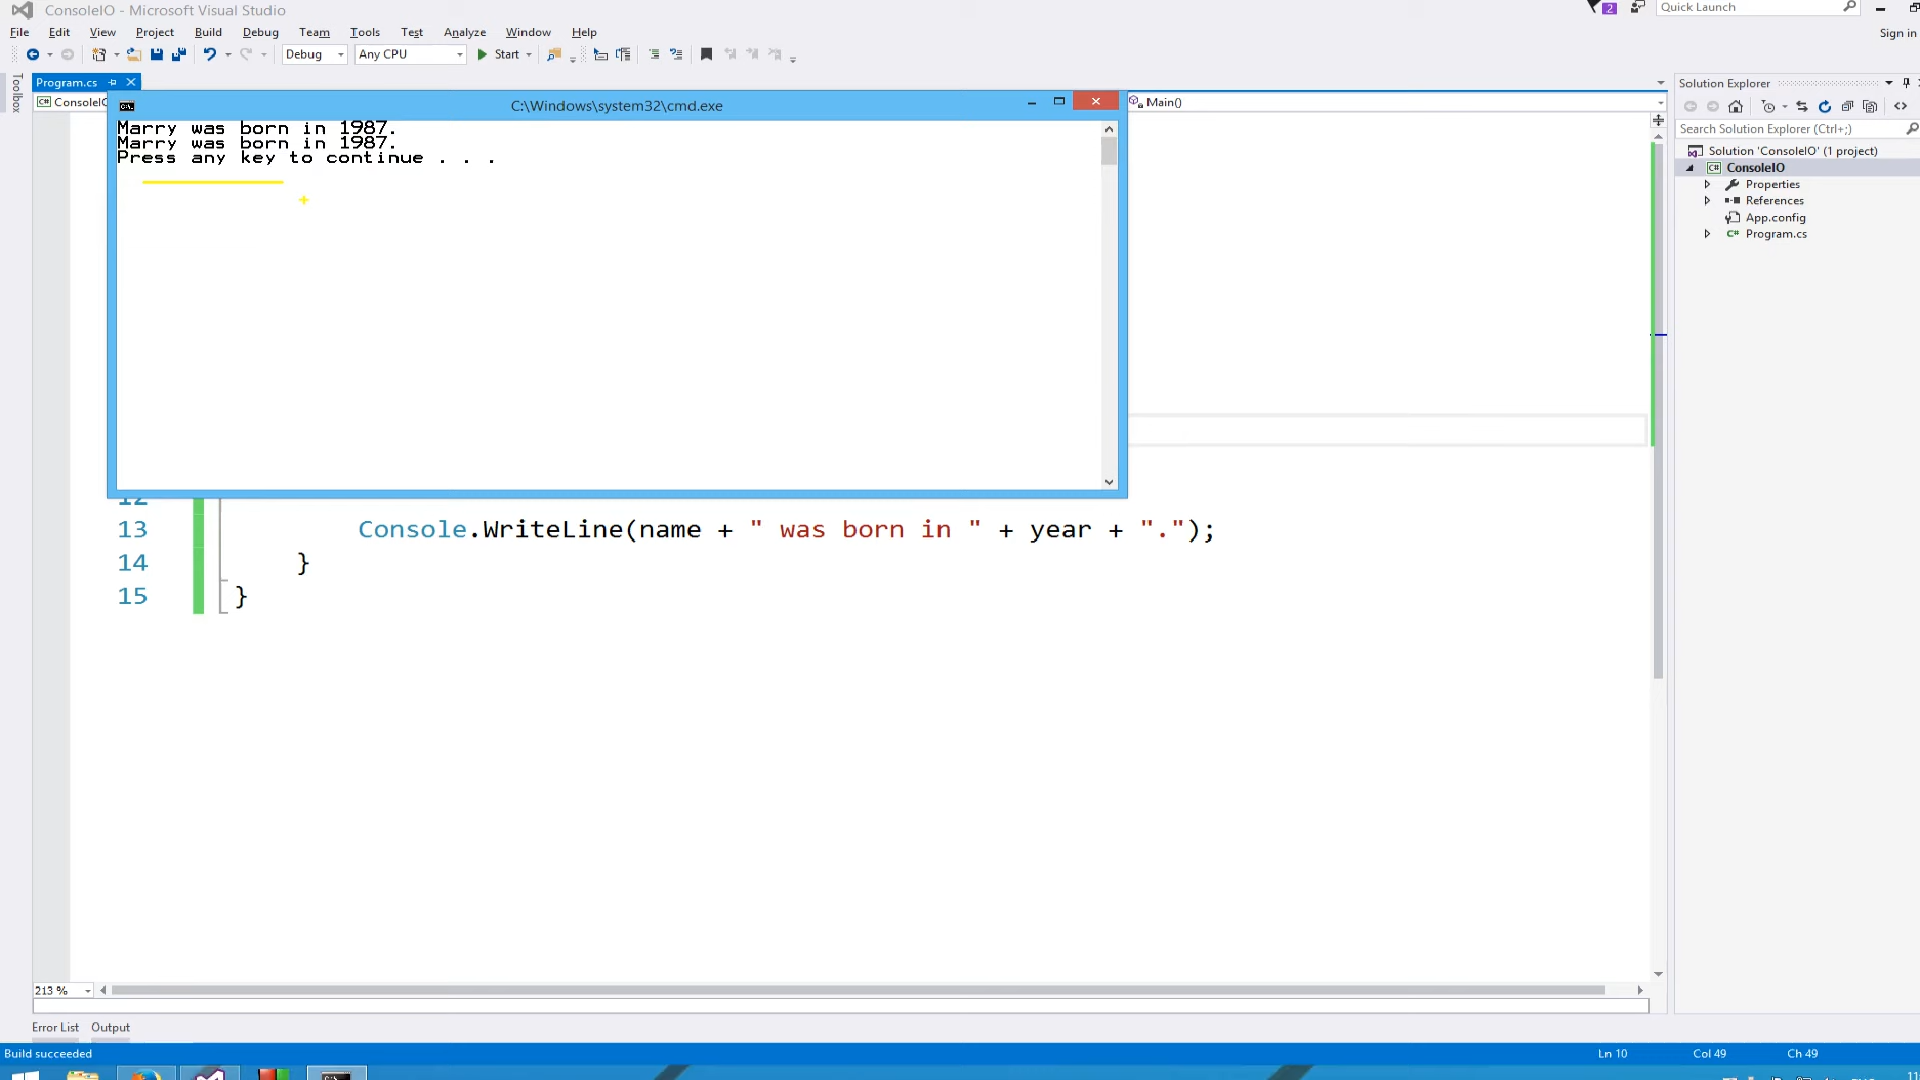 ConsoleIO - Microsoft Visual Studio
2
Quick Launch
File Edit View Project Build Debug Team Tools Test Analyze Window Help
Sign in
Debug Any CPU Start
Toolbox
Program.cs
Solution Explorer
ConsoleIO
C:\Windows\system32\cmd.exe
Main()
Marry was born in 1987.
Marry was born in 1987.
Press any key to continue . . .
Search Solution Explorer (Ctrl+;)
Solution 'ConsoleIO' (1 project)
ConsoleIO
Properties
References
App.config
Program.cs
12
13 Console.WriteLine(name + " was born in " + year + ".");
14 }
15 }
213 %
Error List Output
Build succeeded
Ln 10 Col 49 Ch 49